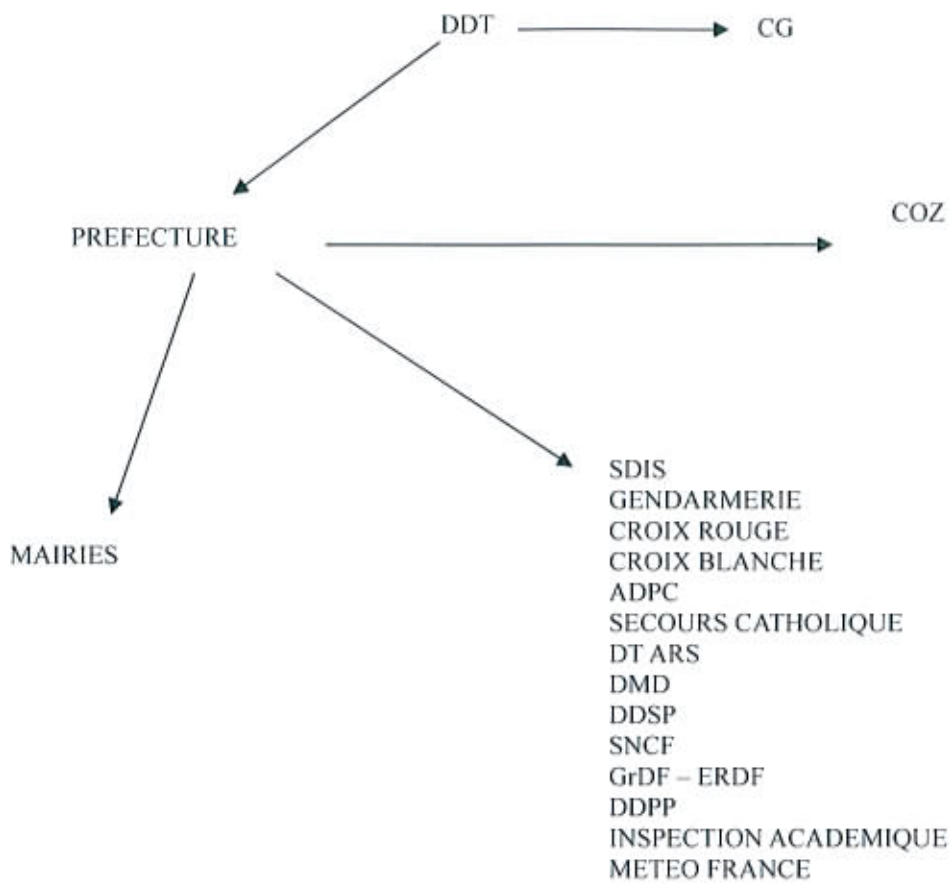 DDT
CG
COZ
PREFECTURE
MAIRIES
SDIS
GENDARMERIE
CROIX ROUGE
CROIX BLANCHE
ADPC
SECOURS CATHOLIQUE
DT ARS
DMD
DDSP
SNCF
GrDF – ERDF
DDPP
INSPECTION ACADEMIQUE
METEO FRANCE